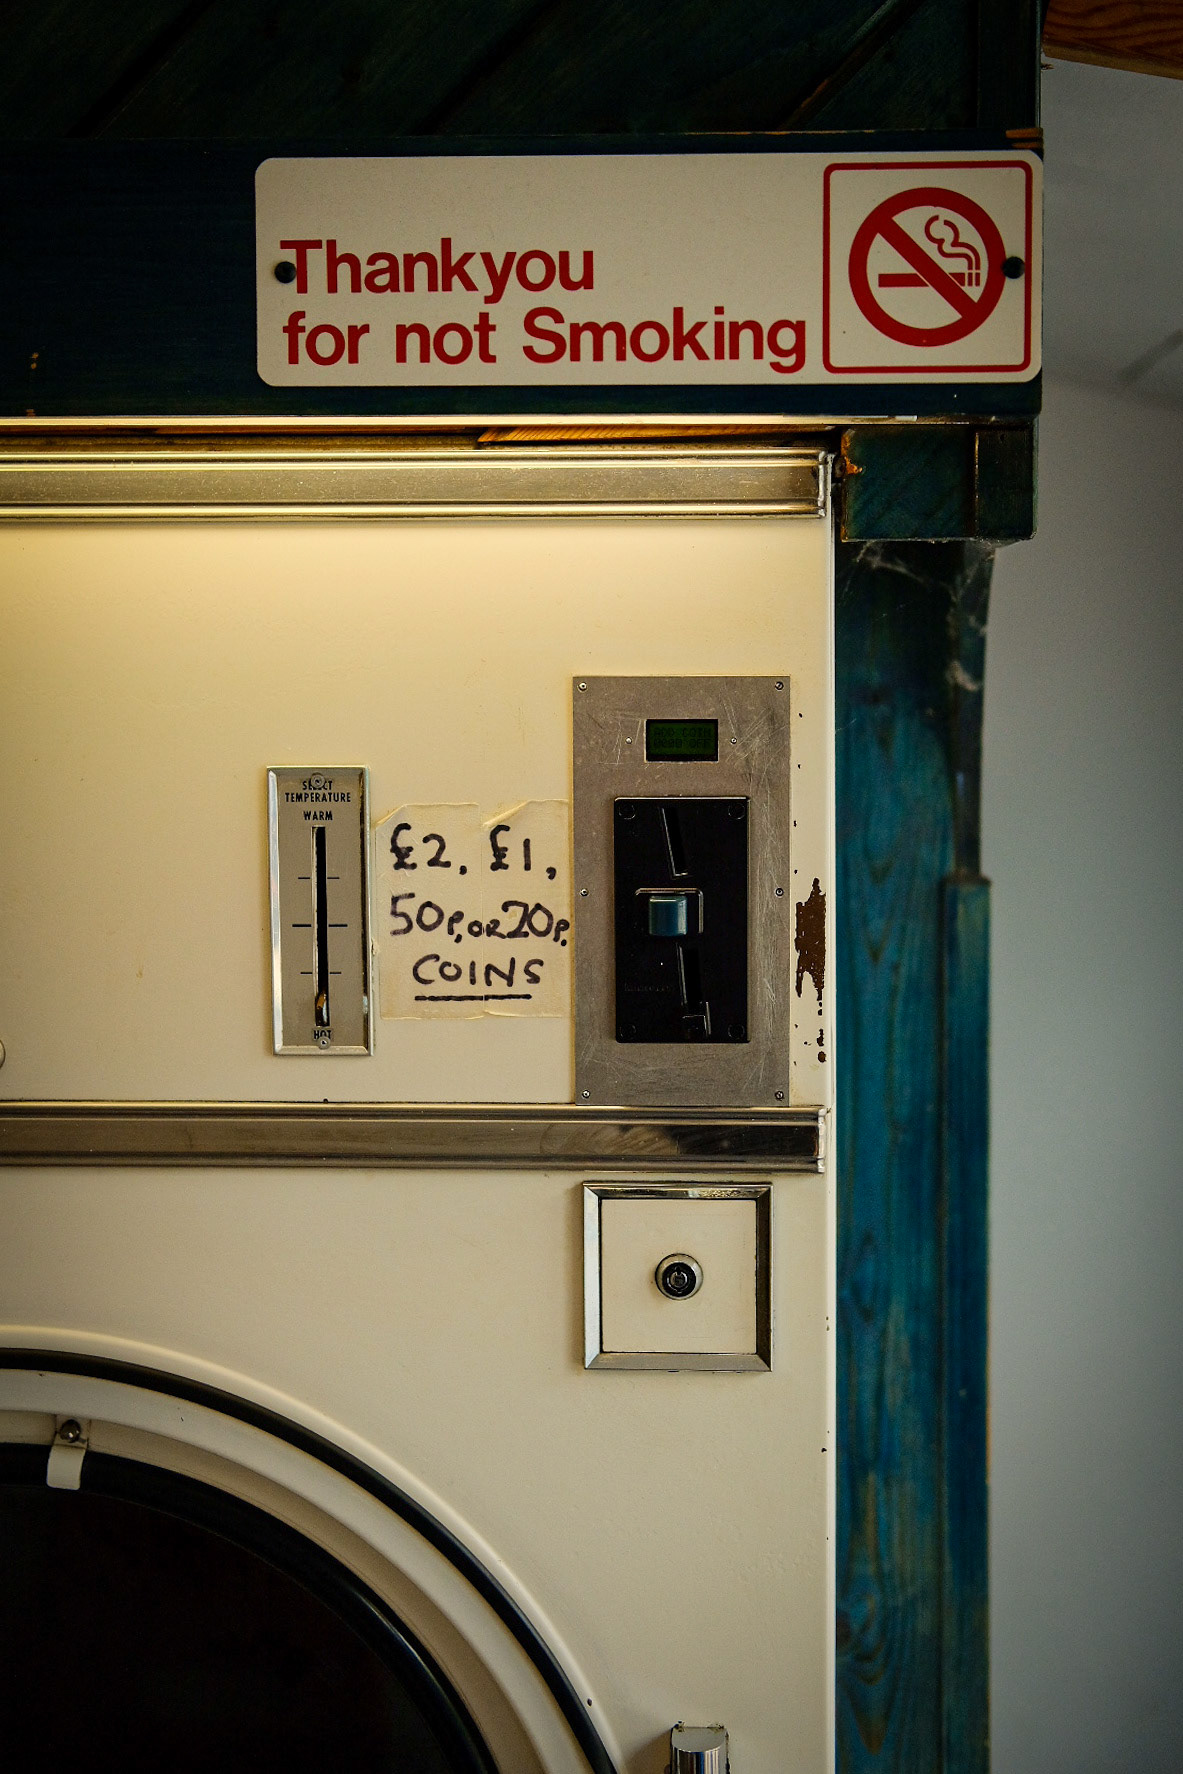 Thankyou
for not Smoking
SELECT
TEMPERATURE
WARM
£2, £1,
50p, OR 20p.
COINS
HOT